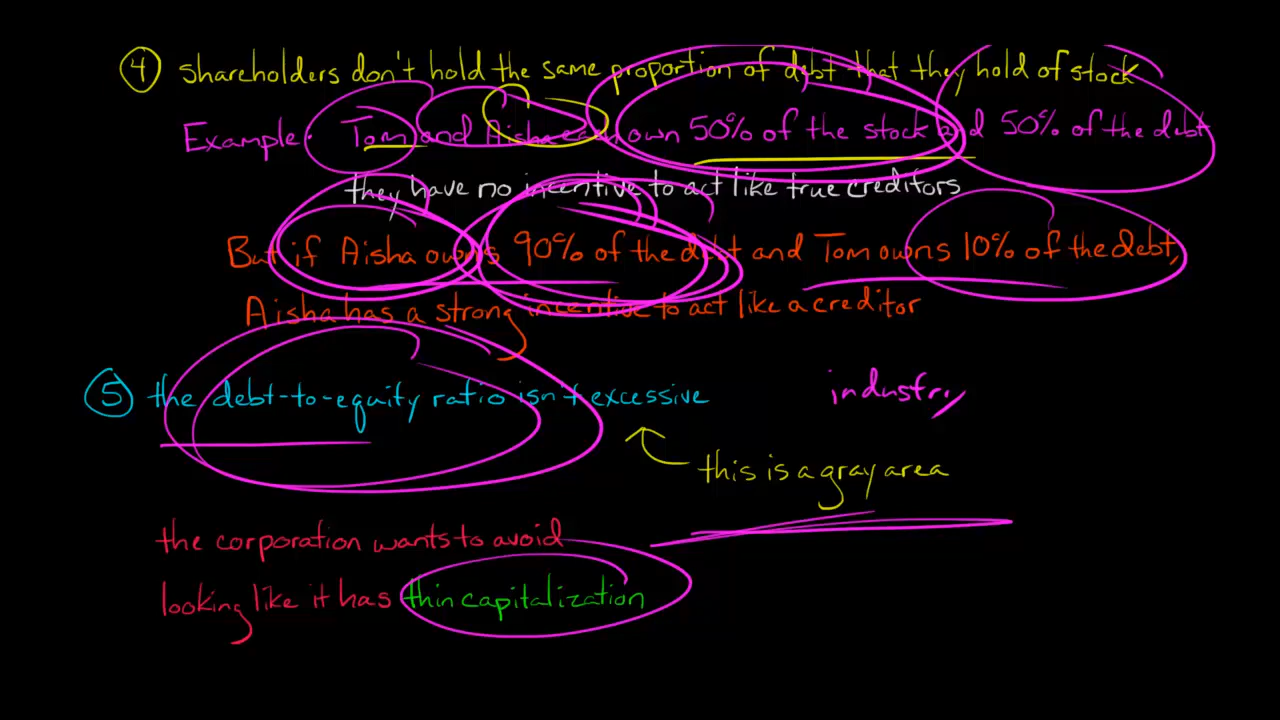 ④ shareholders don't hold the same proportion of debt that they hold of stock
Example: Tom and Aisha each own 50% of the stock and 50% of the debt
they have no incentive to act like true creditors
But if Aisha owns 90% of the debt and Tom owns 10% of the debt,
Aisha has a strong incentive to act like a creditor
⑤ the debt-to-equity ratio isn't excessive
industry
this is a gray area
the corporation wants to avoid
looking like it has thin capitalization